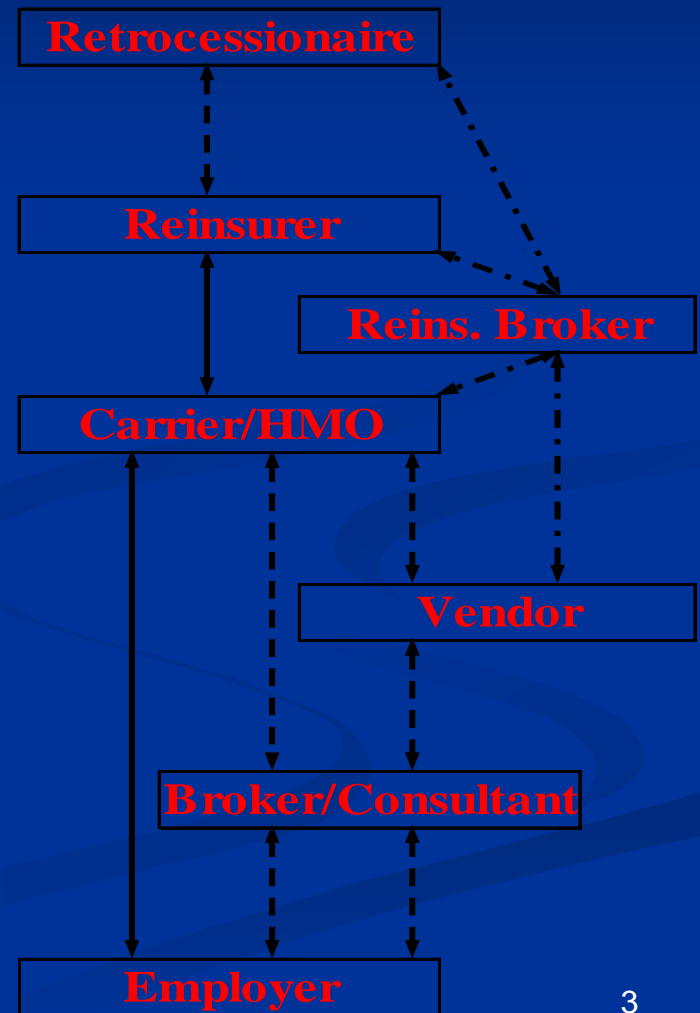 Retrocessionaire
Reinsurer
Reins. Broker
Carrier/HMO
Vendor
Broker/Consultant
Employer
3